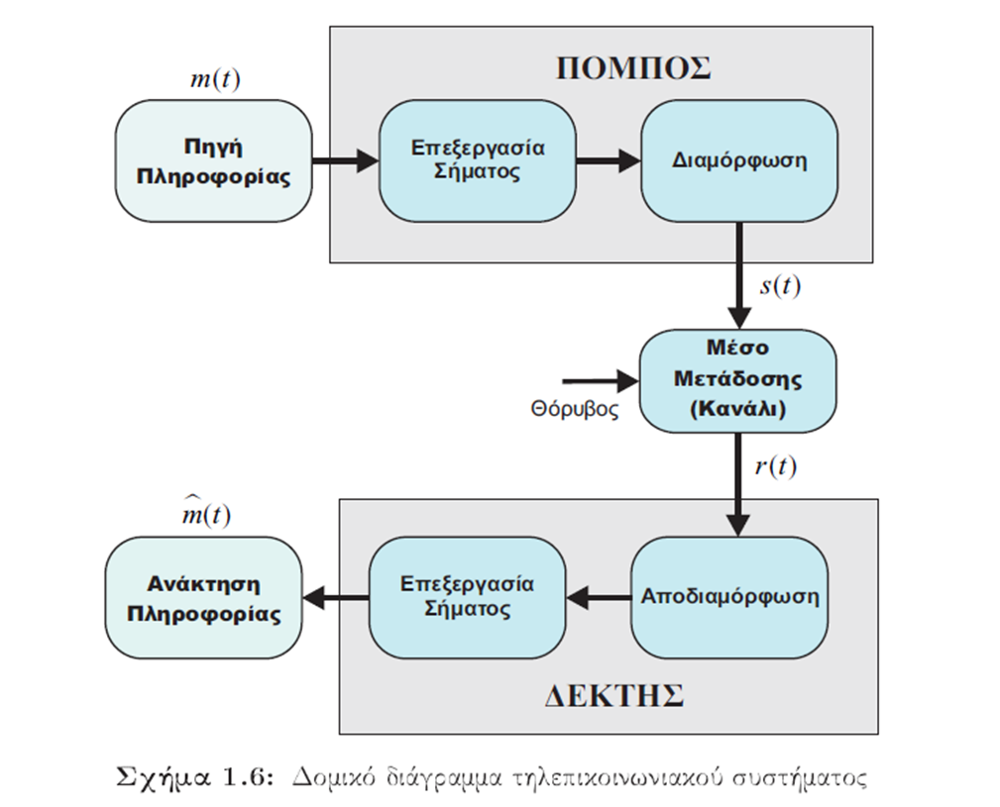 m(t)
ΠΟΜΠΟΣ
Πηγή
Πληροφορίας
Επεξεργασία
Σήματος
Διαμόρφωση
s(t)
Μέσο
Μετάδοσης
(Κανάλι)
Θόρυβος
r(t)
m̂(t)
Ανάκτηση
Πληροφορίας
Επεξεργασία
Σήματος
Αποδιαμόρφωση
ΔΕΚΤΗΣ
Σχήμα 1.6: Δομικό διάγραμμα τηλεπικοινωνιακού συστήματος